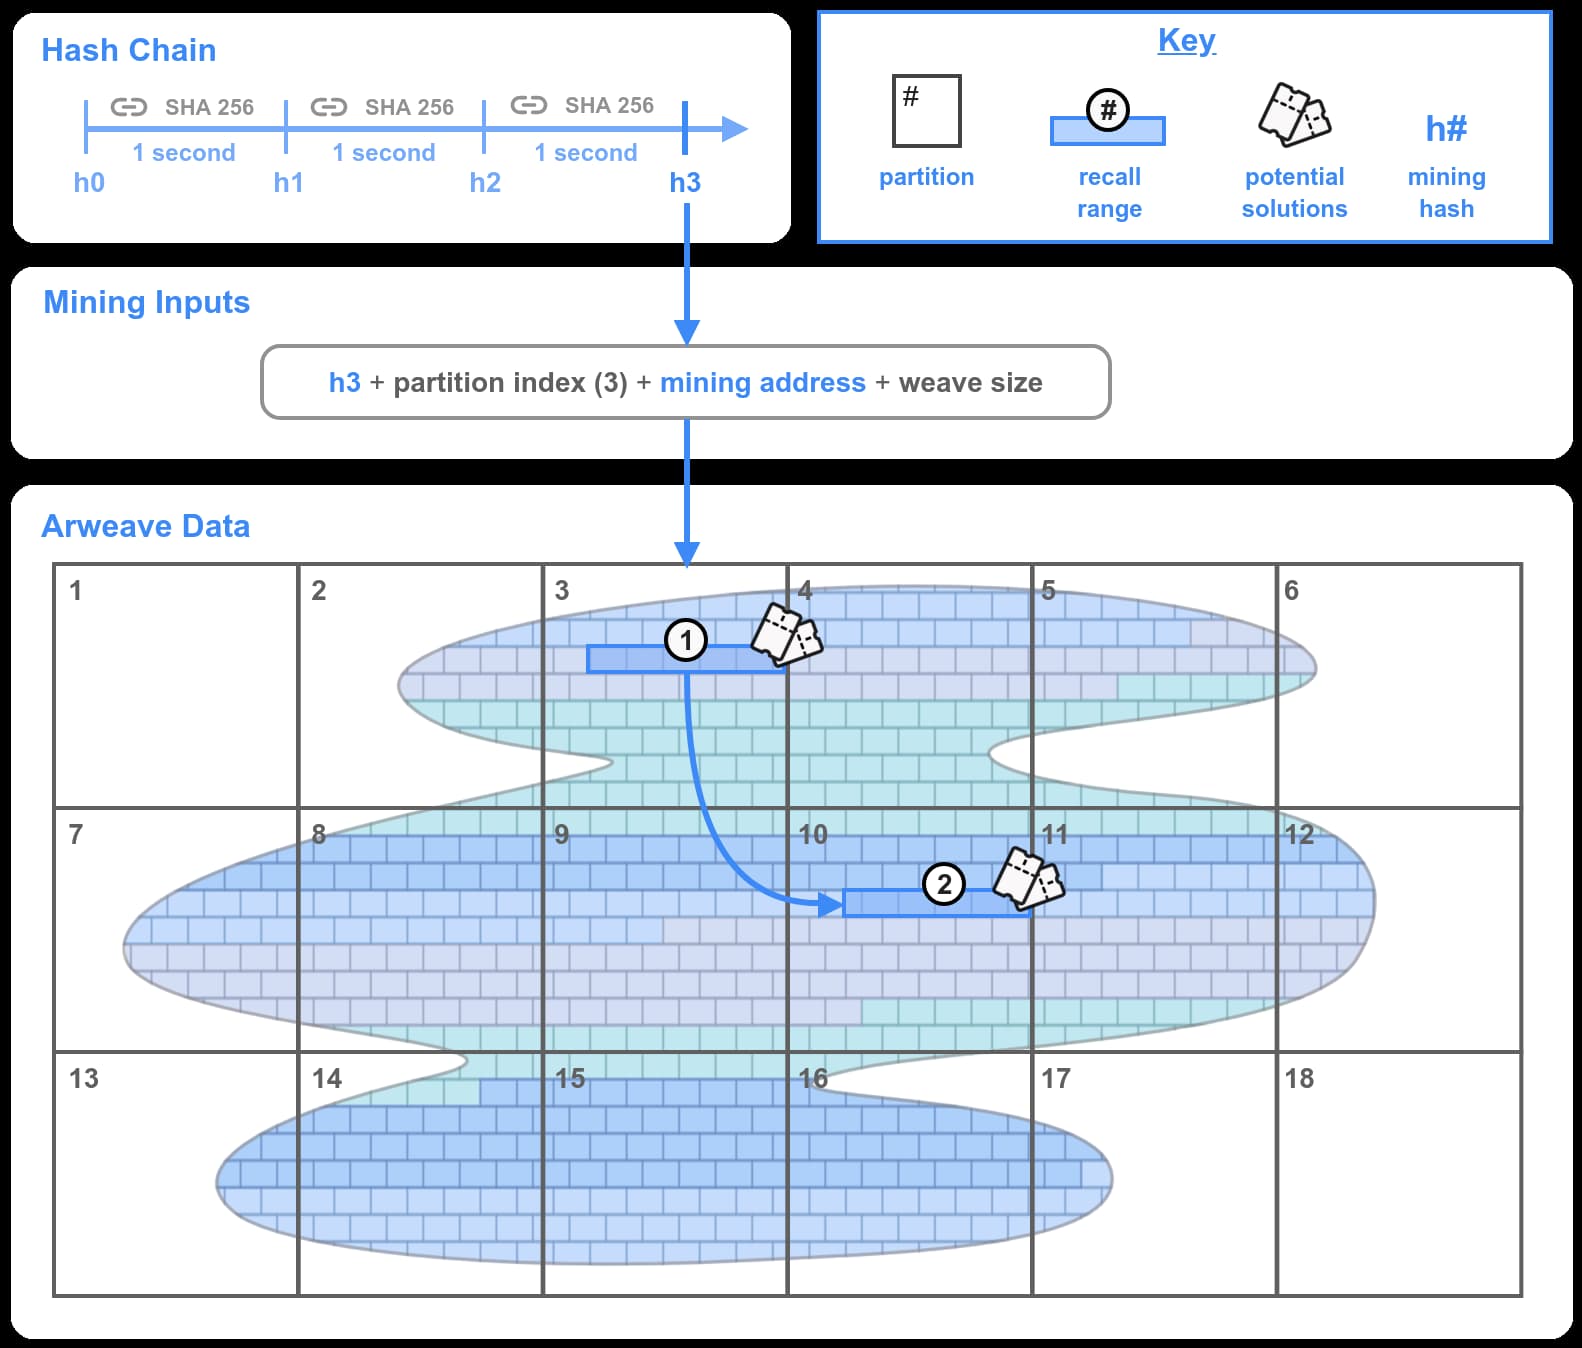 Hash Chain
SHA 256 SHA 256 SHA 256
1 second 1 second 1 second
h0 h1 h2 h3
Key
#
#
h#
partition
recall
range
potential
solutions
mining
hash
Mining Inputs
h3 + partition index (3) + mining address + weave size
Arweave Data
1 2 3 4 5 6
1
7 8 9 10 11 12
2
13 14 15 16 17 18